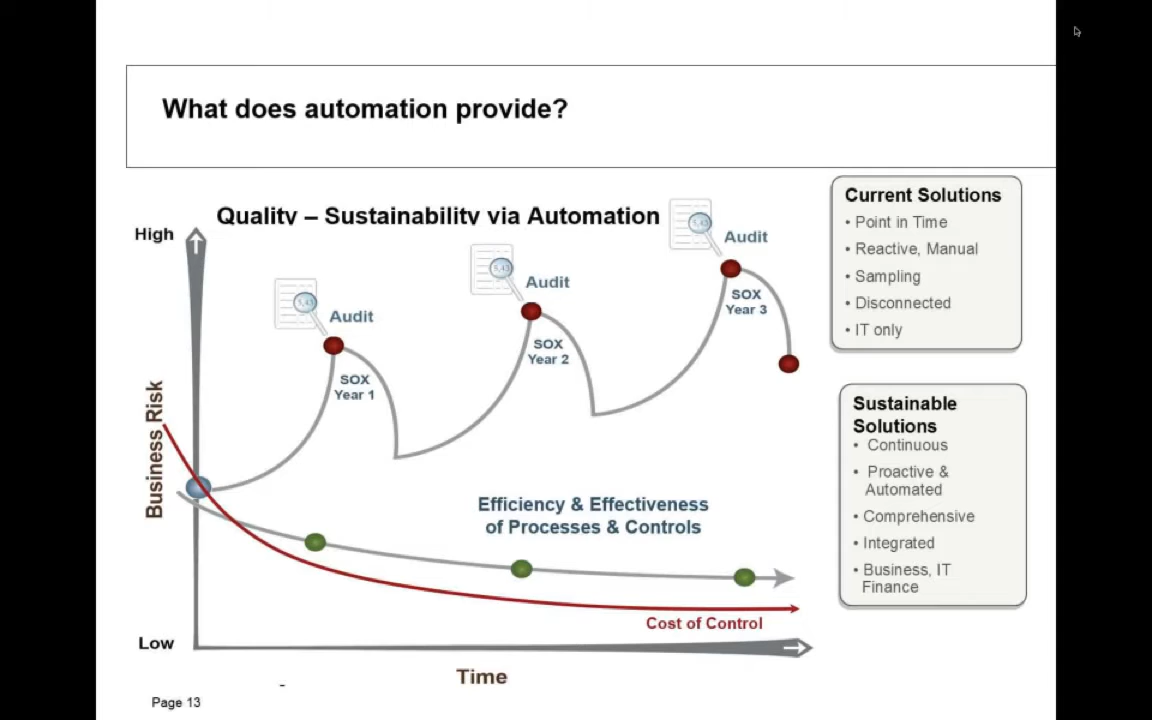 What does automation provide?
Quality – Sustainability via Automation
High
Business Risk
Low
Audit
SOX
Year 1
Audit
SOX
Year 2
Audit
SOX
Year 3
Efficiency & Effectiveness
of Processes & Controls
Cost of Control
Time
Current Solutions
• Point in Time
• Reactive, Manual
• Sampling
• Disconnected
• IT only
Sustainable
Solutions
• Continuous
• Proactive &
Automated
• Comprehensive
• Integrated
• Business, IT
Finance
-
Page 13